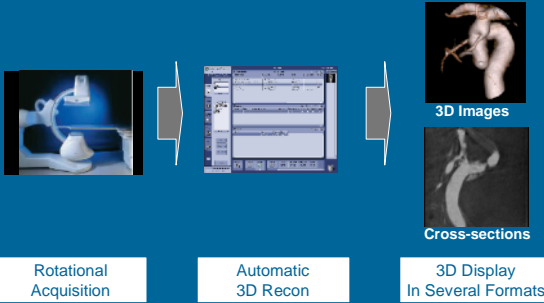 3D Images
Cross-sections
Rotational
Acquisition
Automatic
3D Recon
3D Display
In Several Formats